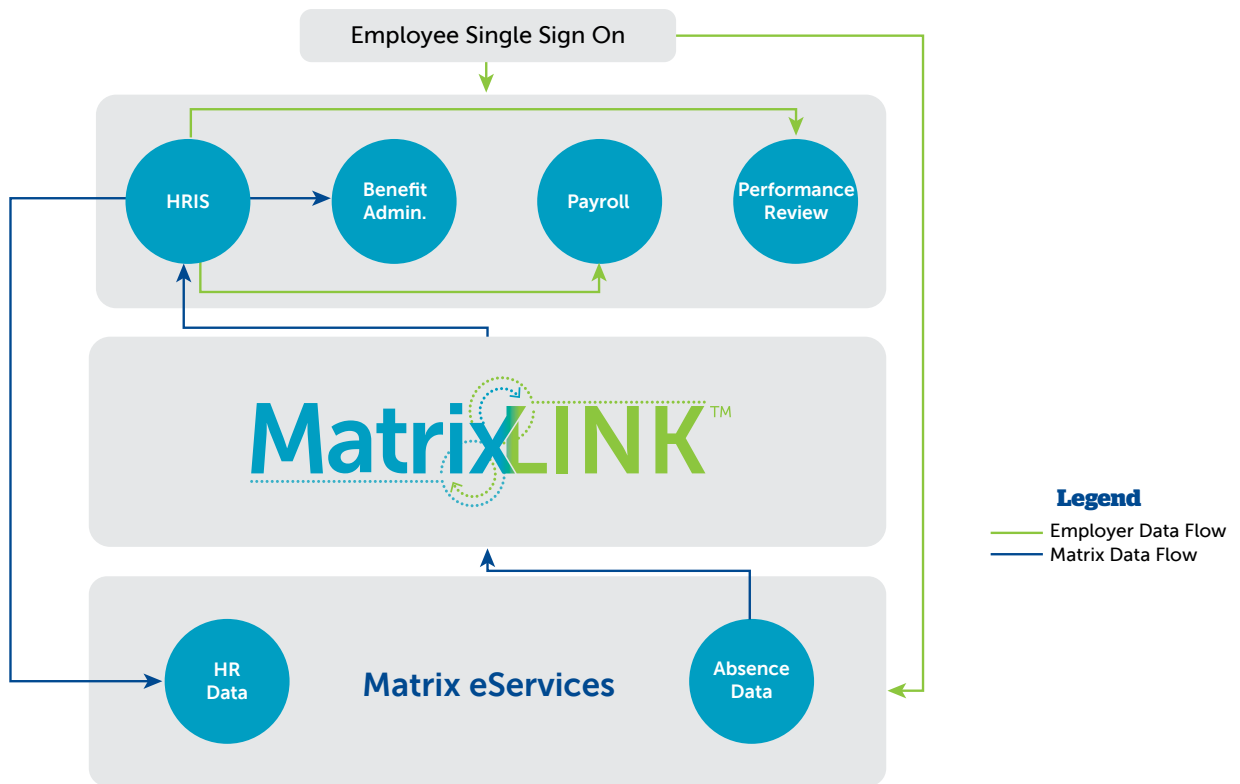 Employee Single Sign On
HRIS
Benefit
Admin.
Payroll
Performance
Review
MatrixLINK™
Legend
Employer Data Flow
Matrix Data Flow
HR
Data
Matrix eServices
Absence
Data